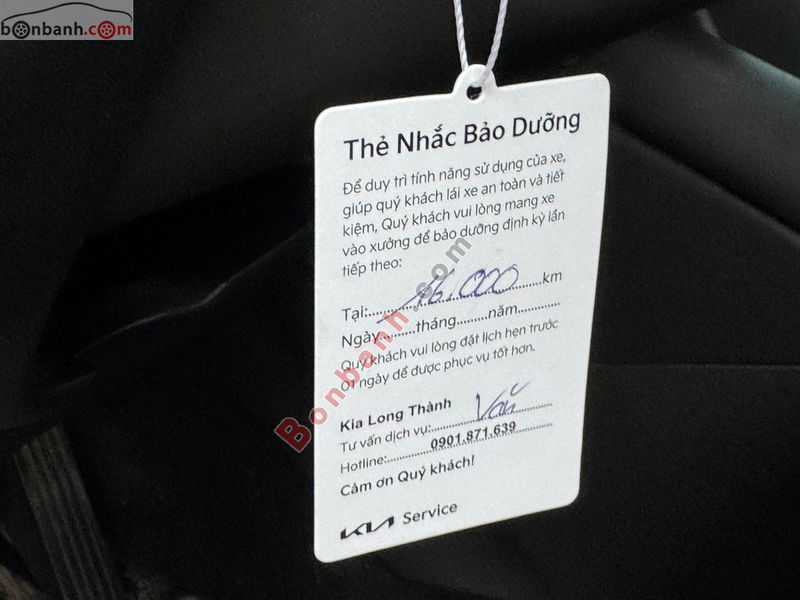 bonbanh.com
Thẻ Nhắc Bảo Dưỡng
Để duy trì tính năng sử dụng của xe,
giúp quý khách lái xe an toàn và tiết
kiệm, Quý khách vui lòng mang xe
vào xưởng để bảo dưỡng định kỳ lần
tiếp theo:
Tại:..........16.000..........km
Ngày.........tháng.........năm............
Quý khách vui lòng đặt lịch hẹn trước
01 ngày để được phục vụ tốt hơn.
Kia Long Thành
Tư vấn dịch vụ:
Hotline:..........0901.871.639..........
Cảm ơn Quý khách!
KIA Service
Bonbanh.com